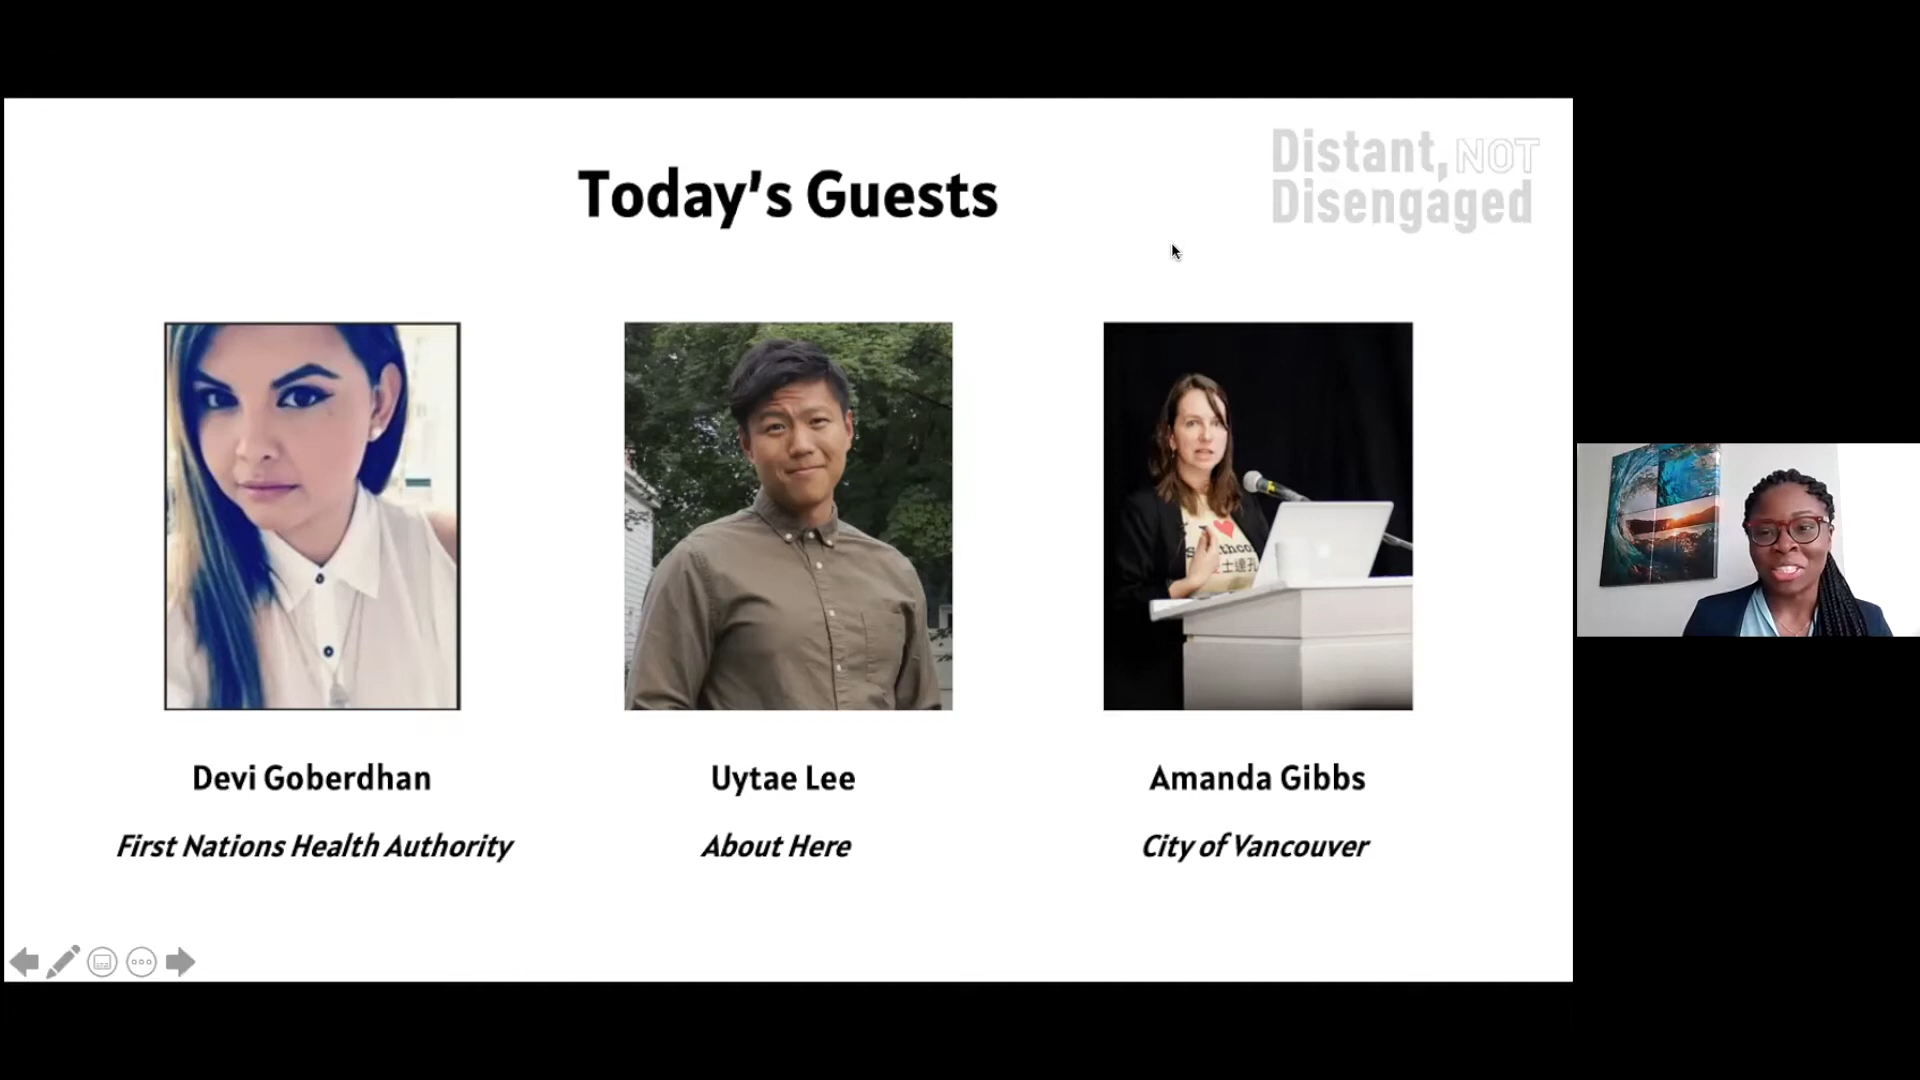 Today's Guests
Distant, NOT
Disengaged
Devi Goberdhan
Uytae Lee
Amanda Gibbs
First Nations Health Authority
About Here
City of Vancouver